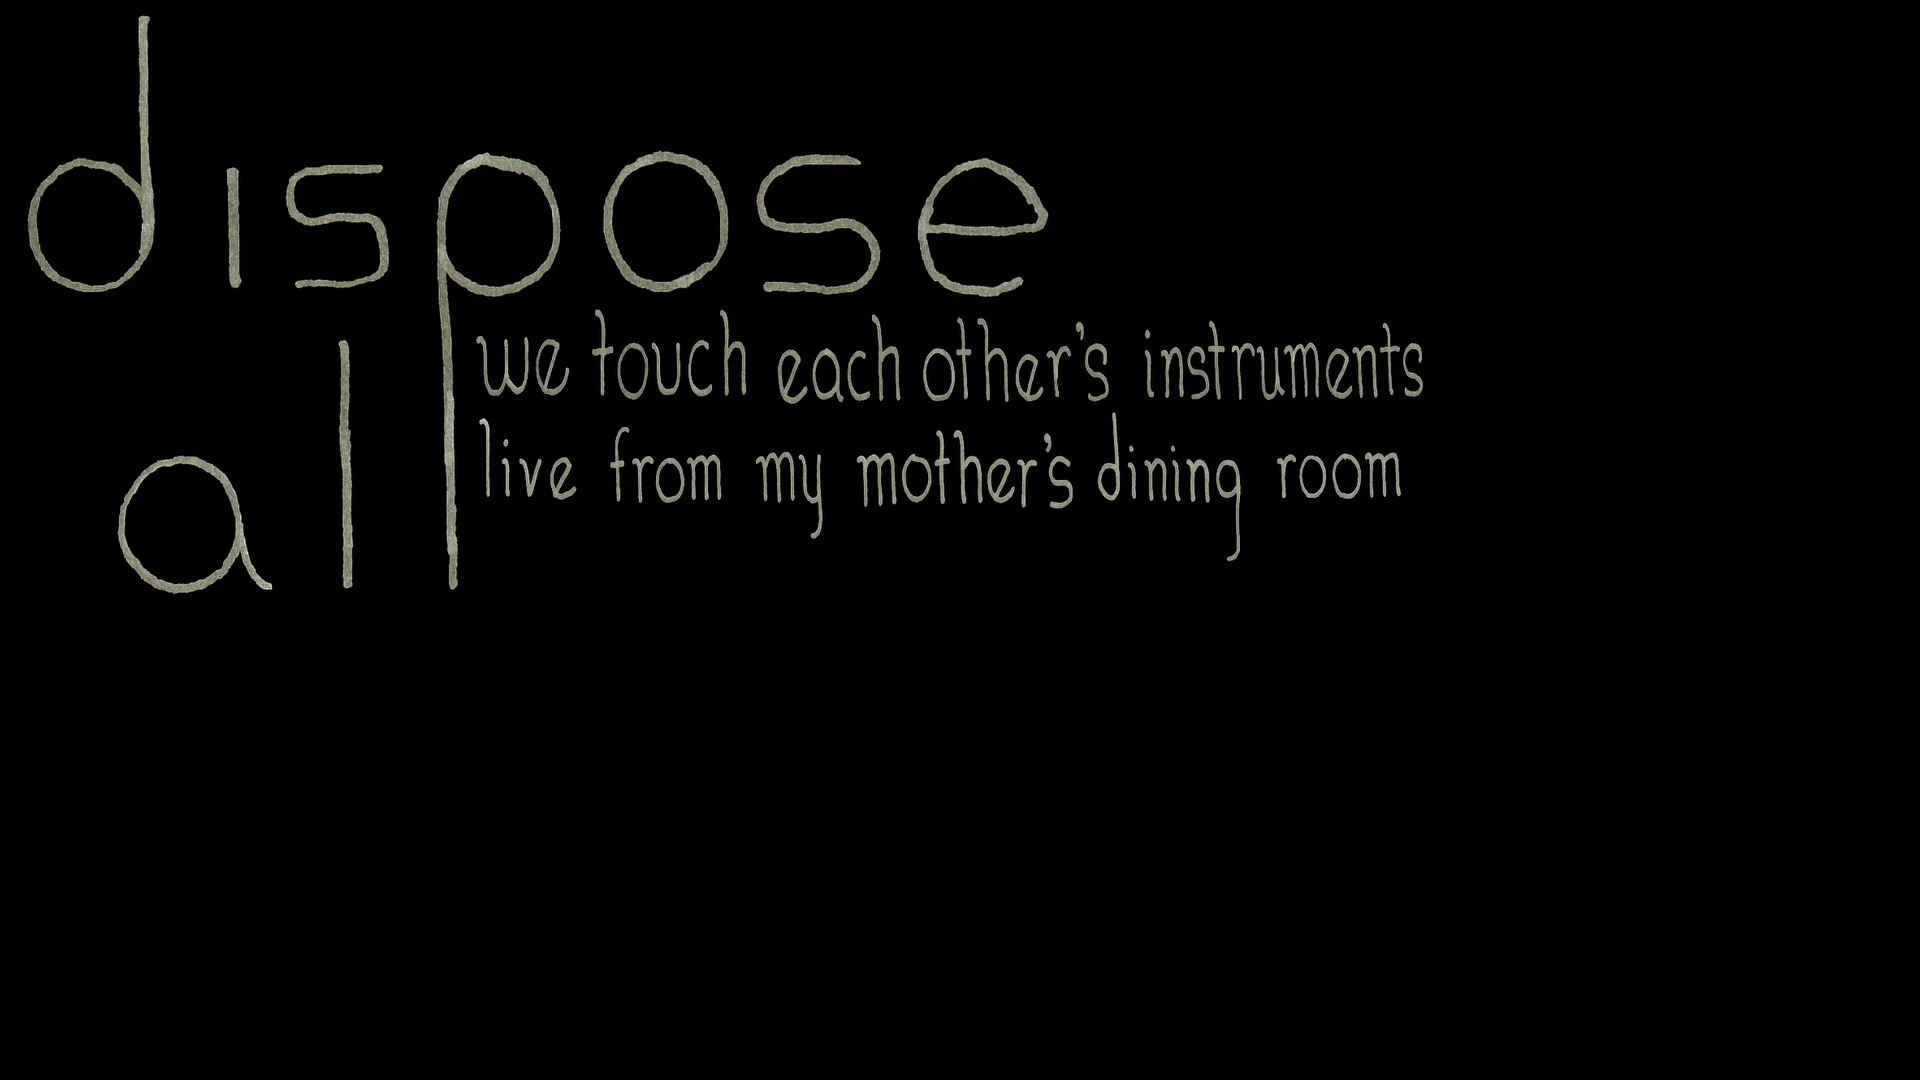 dispose
all
we touch each other's instruments
live from my mother's dining room